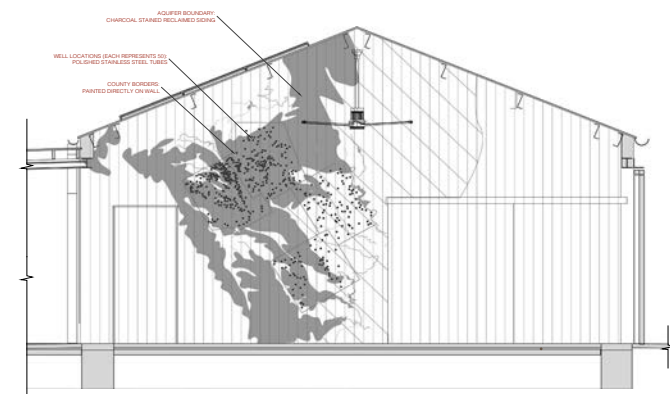 AQUIFER BOUNDARY:
CHARCOAL STAINED RECLAIMED SIDING
WELL LOCATIONS (EACH REPRESENTS 50):
POLISHED STAINLESS STEEL TUBES
COUNTY BORDERS:
PAINTED DIRECTLY ON WALL